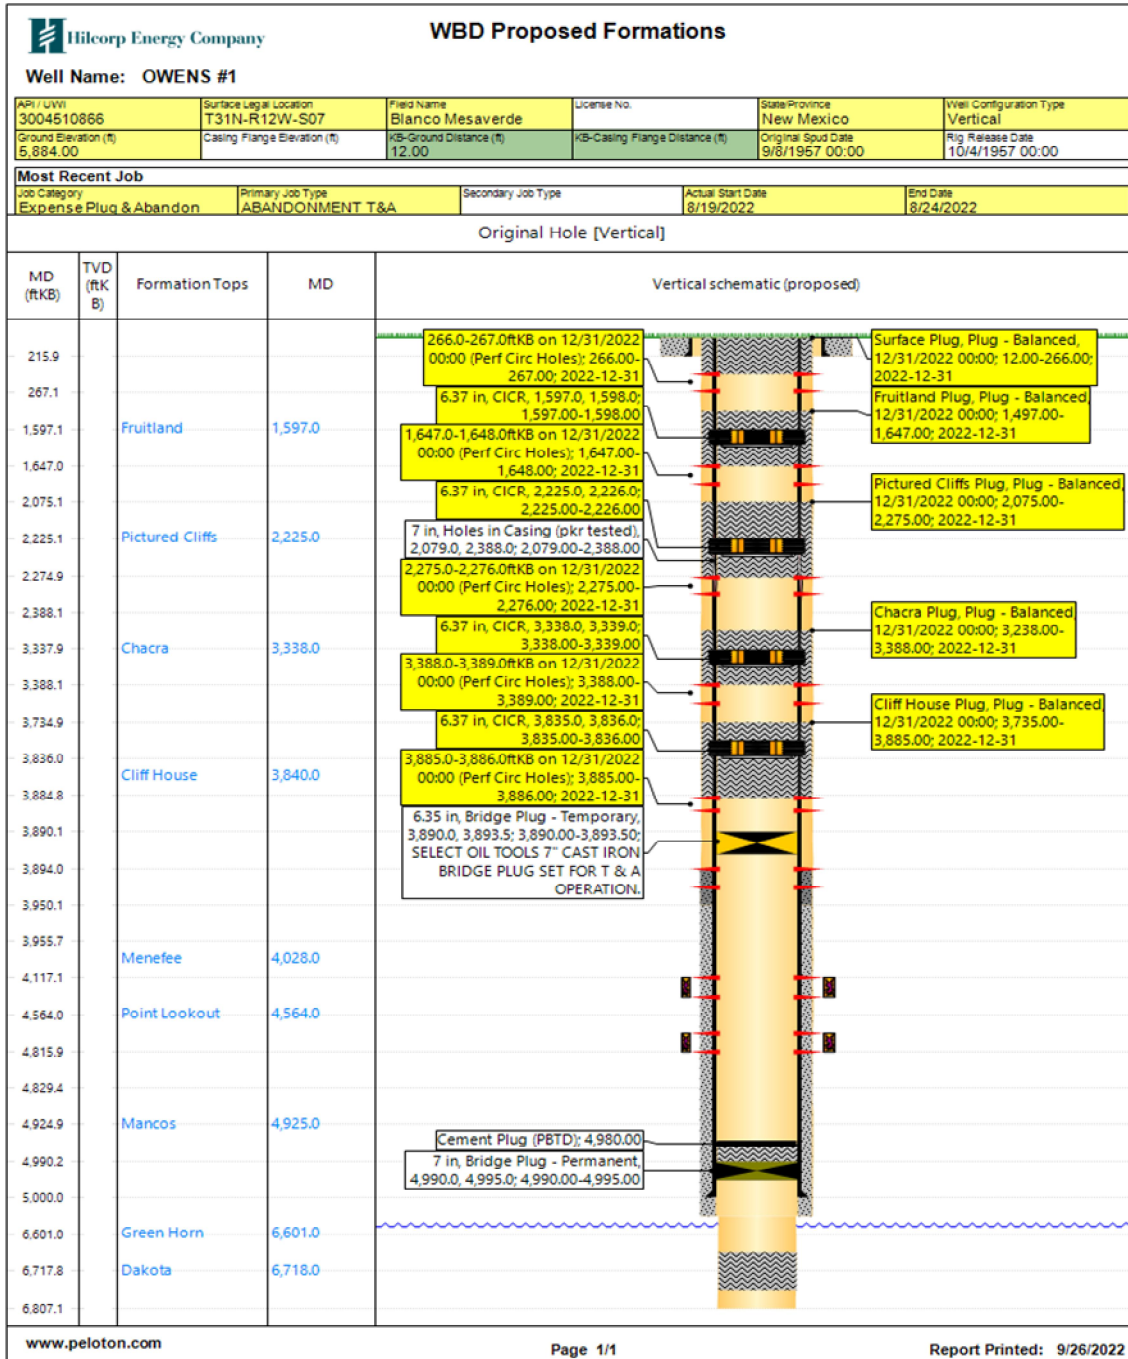 Hilcorp Energy Company
WBD Proposed Formations
Well Name: OWENS #1
API / UWI
3004510866
Surface Legal Location
T31N-R12W-S07
Field Name
Blanco Mesaverde
License No.
State/Province
New Mexico
Well Configuration Type
Vertical
Ground Elevation (ft)
5,884.00
Casing Flange Elevation (ft)
KB-Ground Distance (ft)
12.00
KB-Casing Flange Distance (ft)
Original Spud Date
9/8/1957 00:00
Rig Release Date
10/4/1957 00:00
Most Recent Job
Job Category
Expense Plug & Abandon
Primary Job Type
ABANDONMENT T&A
Secondary Job Type
Actual Start Date
8/19/2022
End Date
8/24/2022
Original Hole [Vertical]
MD
(ftKB)
TVD
(ftK
B)
Formation Tops
MD
Vertical schematic (proposed)
215.9
267.1
1,597.1
1,647.0
2,075.1
2,225.1
2,274.9
2,388.1
3,337.9
3,388.1
3,734.9
3,836.0
3,884.8
3,890.1
3,894.0
3,950.1
3,955.7
4,117.1
4,564.0
4,815.9
4,829.4
4,924.9
4,990.2
5,000.0
6,601.0
6,717.8
6,807.1
Fruitland
1,597.0
Pictured Cliffs
2,225.0
Chacra
3,338.0
Cliff House
3,840.0
Menefee
4,028.0
Point Lookout
4,564.0
Mancos
4,925.0
Green Horn
6,601.0
Dakota
6,718.0
266.0-267.0ftKB on 12/31/2022
00:00 (Perf Circ Holes); 266.00-
267.00; 2022-12-31
6.37 in, CICR, 1,597.0, 1,598.0;
1,597.00-1,598.00
1,647.0-1,648.0ftKB on 12/31/2022
00:00 (Perf Circ Holes); 1,647.00-
1,648.00; 2022-12-31
6.37 in, CICR, 2,225.0, 2,226.0;
2,225.00-2,226.00
7 in, Holes in Casing (pkr tested),
2,079.0, 2,388.0; 2,079.00-2,388.00
2,275.0-2,276.0ftKB on 12/31/2022
00:00 (Perf Circ Holes); 2,275.00-
2,276.00; 2022-12-31
6.37 in, CICR, 3,338.0, 3,339.0;
3,338.00-3,339.00
3,388.0-3,389.0ftKB on 12/31/2022
00:00 (Perf Circ Holes); 3,388.00-
3,389.00; 2022-12-31
6.37 in, CICR, 3,835.0, 3,836.0;
3,835.00-3,836.00
3,885.0-3,886.0ftKB on 12/31/2022
00:00 (Perf Circ Holes); 3,885.00-
3,886.00; 2022-12-31
6.35 in, Bridge Plug - Temporary,
3,890.0, 3,893.5; 3,890.00-3,893.50;
SELECT OIL TOOLS 7" CAST IRON
BRIDGE PLUG SET FOR T & A
OPERATION.
Cement Plug (PBTD); 4,980.00
7 in, Bridge Plug - Permanent,
4,990.0, 4,995.0; 4,990.00-4,995.00
Surface Plug, Plug - Balanced,
12/31/2022 00:00; 12.00-266.00;
2022-12-31
Fruitland Plug, Plug - Balanced,
12/31/2022 00:00; 1,497.00-
1,647.00; 2022-12-31
Pictured Cliffs Plug, Plug - Balanced,
12/31/2022 00:00; 2,075.00-
2,275.00; 2022-12-31
Chacra Plug, Plug - Balanced,
12/31/2022 00:00; 3,238.00-
3,388.00; 2022-12-31
Cliff House Plug, Plug - Balanced,
12/31/2022 00:00; 3,735.00-
3,885.00; 2022-12-31
www.peloton.com
Page 1/1
Report Printed: 9/26/2022